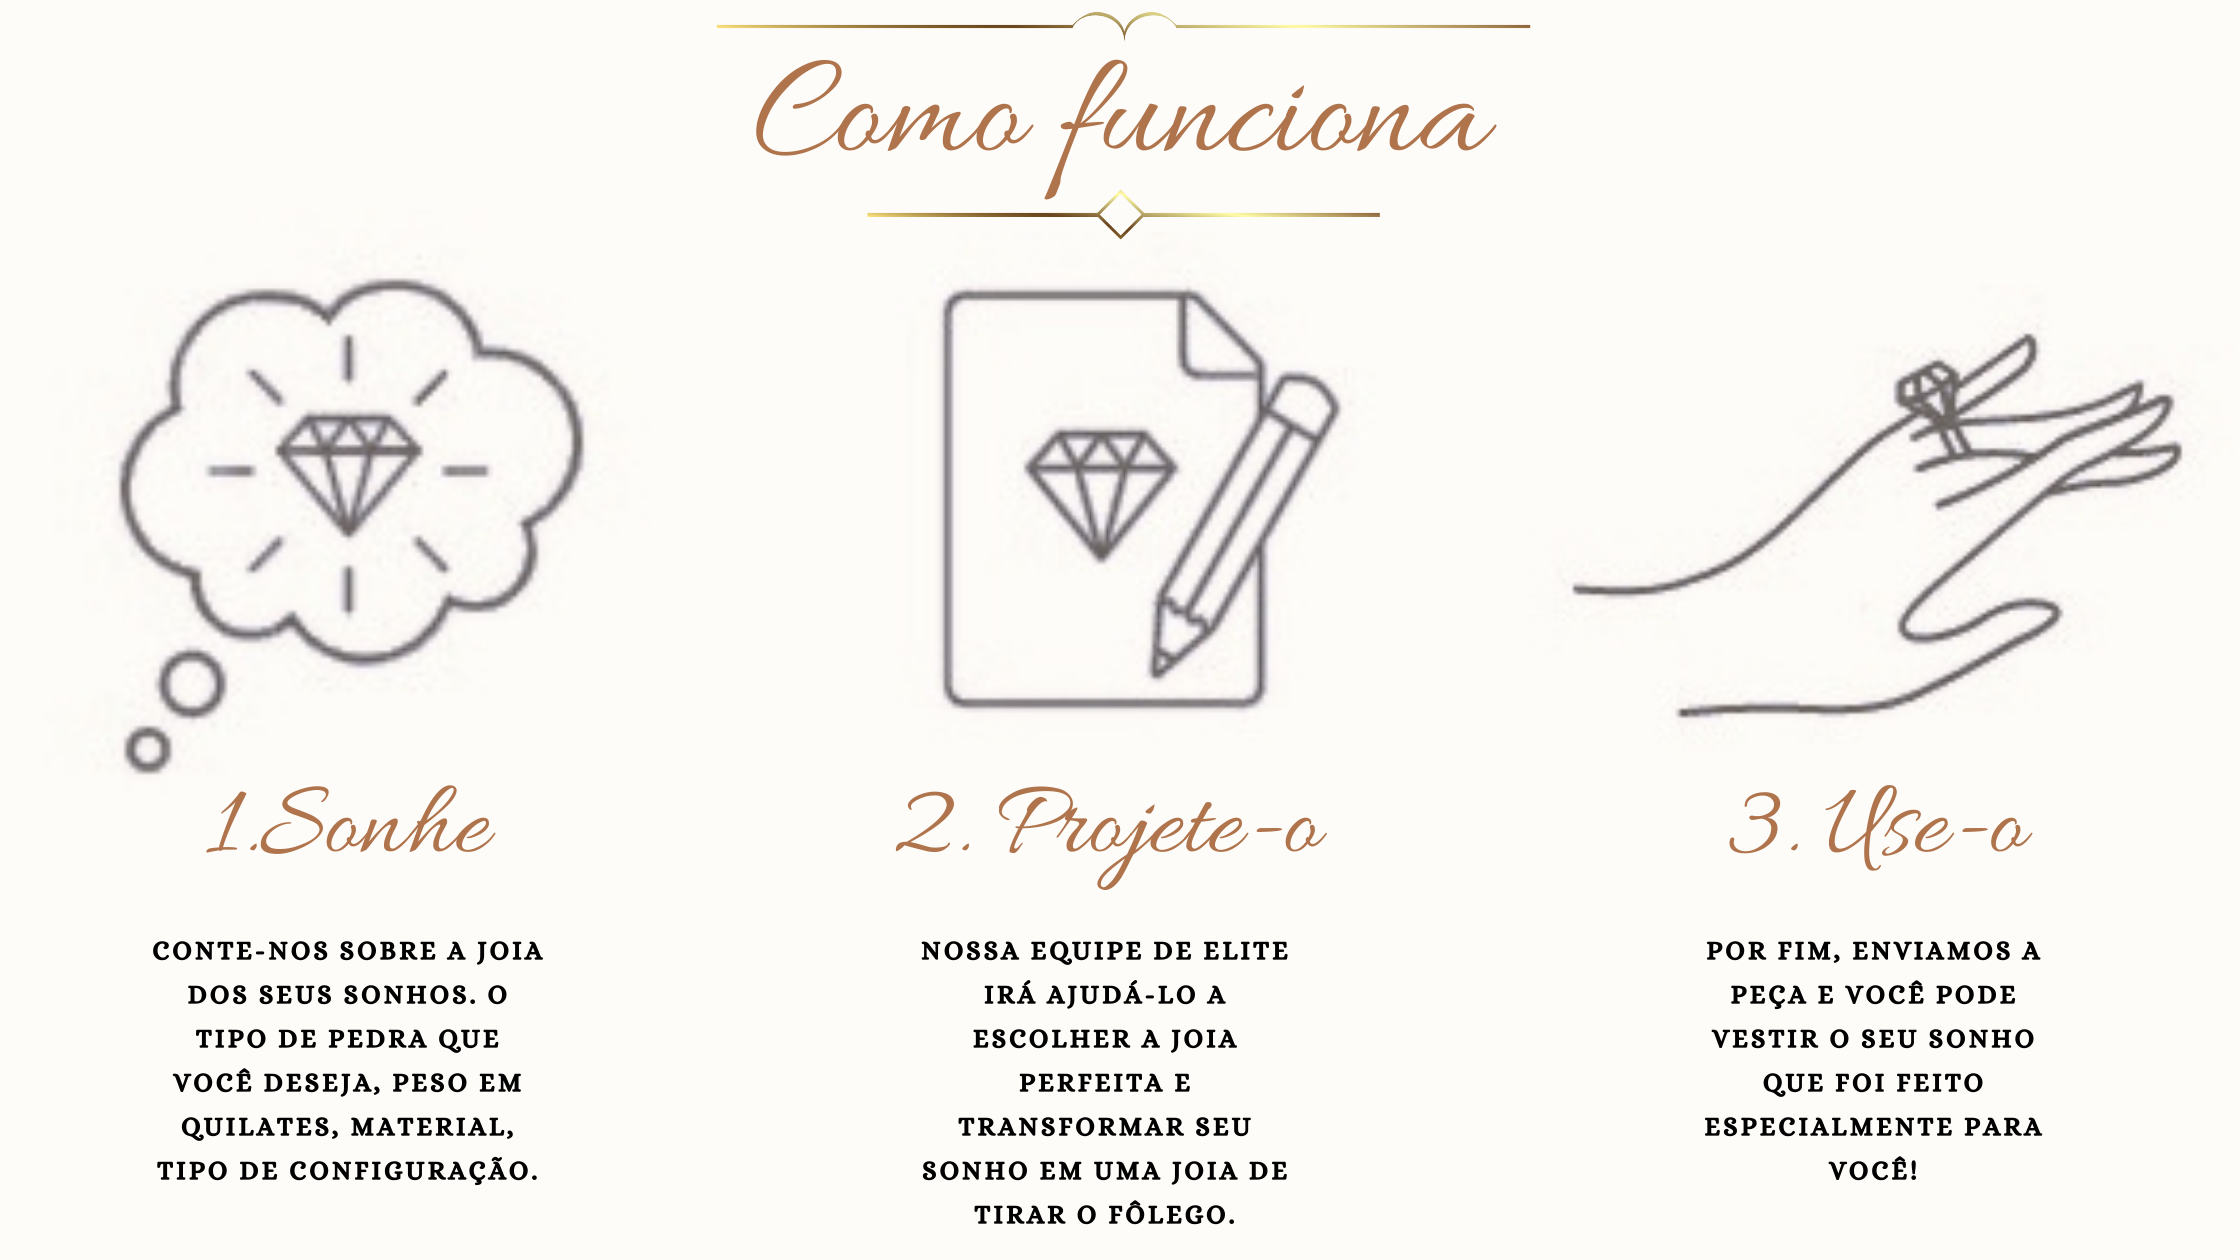 Como funciona
1.Sonhe
CONTE-NOS SOBRE A JOIA
DOS SEUS SONHOS. O
TIPO DE PEDRA QUE
VOCÊ DESEJA, PESO EM
QUILATES, MATERIAL,
TIPO DE CONFIGURAÇÃO.
2. Projete-o
NOSSA EQUIPE DE ELITE
IRÁ AJUDÁ-LO A
ESCOLHER A JOIA
PERFEITA E
TRANSFORMAR SEU
SONHO EM UMA JOIA DE
TIRAR O FÔLEGO.
3. Use-o
POR FIM, ENVIAMOS A
PEÇA E VOCÊ PODE
VESTIR O SEU SONHO
QUE FOI FEITO
ESPECIALMENTE PARA
VOCÊ!